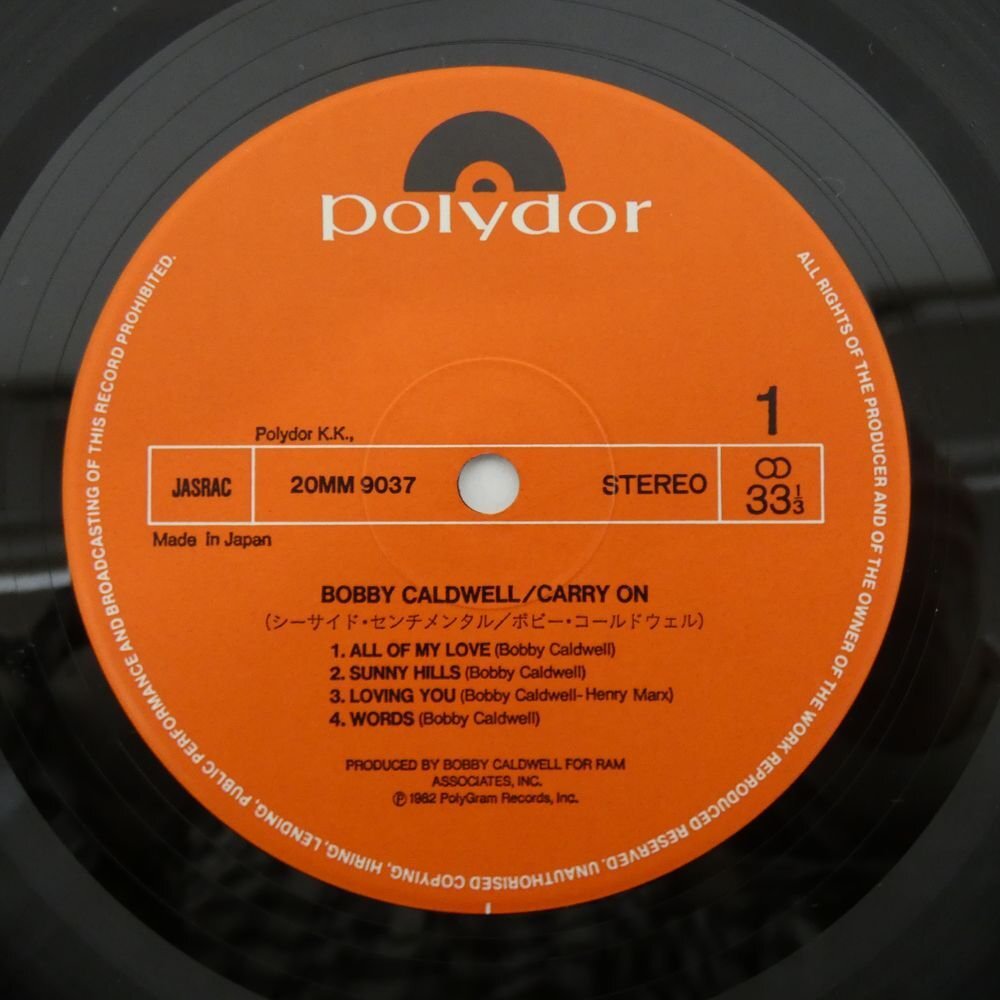 polydor
ALL RIGHTS OF THE PRODUCER AND OF THE OWNER OF THE WORK REPRODUCED RESERVED. UNAUTHORISED COPYING, HIRING, LENDING, PUBLIC PERFORMANCE AND BROADCASTING OF THIS RECORD PROHIBITED.
1
Polydor K.K.,
JASRAC 20MM 9037 STEREO ∞ 33⅓
Made in Japan
BOBBY CALDWELL/CARRY ON
(シーサイド・センチメンタル/ボビー・コールドウェル)
1. ALL OF MY LOVE (Bobby Caldwell)
2. SUNNY HILLS (Bobby Caldwell)
3. LOVING YOU (Bobby Caldwell-Henry Marx)
4. WORDS (Bobby Caldwell)
PRODUCED BY BOBBY CALDWELL FOR RAM
ASSOCIATES, INC.
℗ 1982 PolyGram Records, Inc.